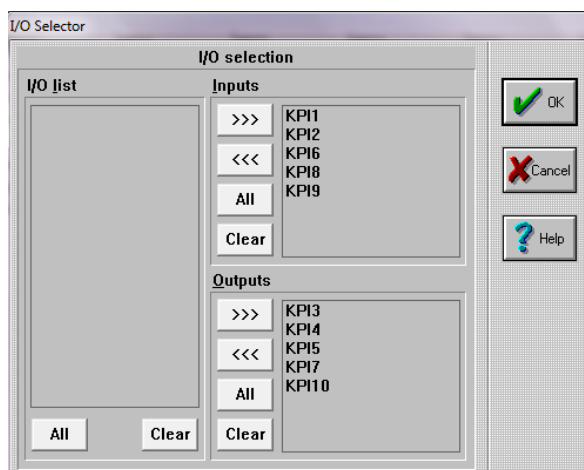 I/O Selector
I/O selection
I/O list
Inputs
>>>
<<<
All
Clear
KPI1
KPI2
KPI6
KPI8
KPI9
Outputs
>>>
<<<
All
Clear
KPI3
KPI4
KPI5
KPI7
KPI10
All
Clear
OK
Cancel
Help